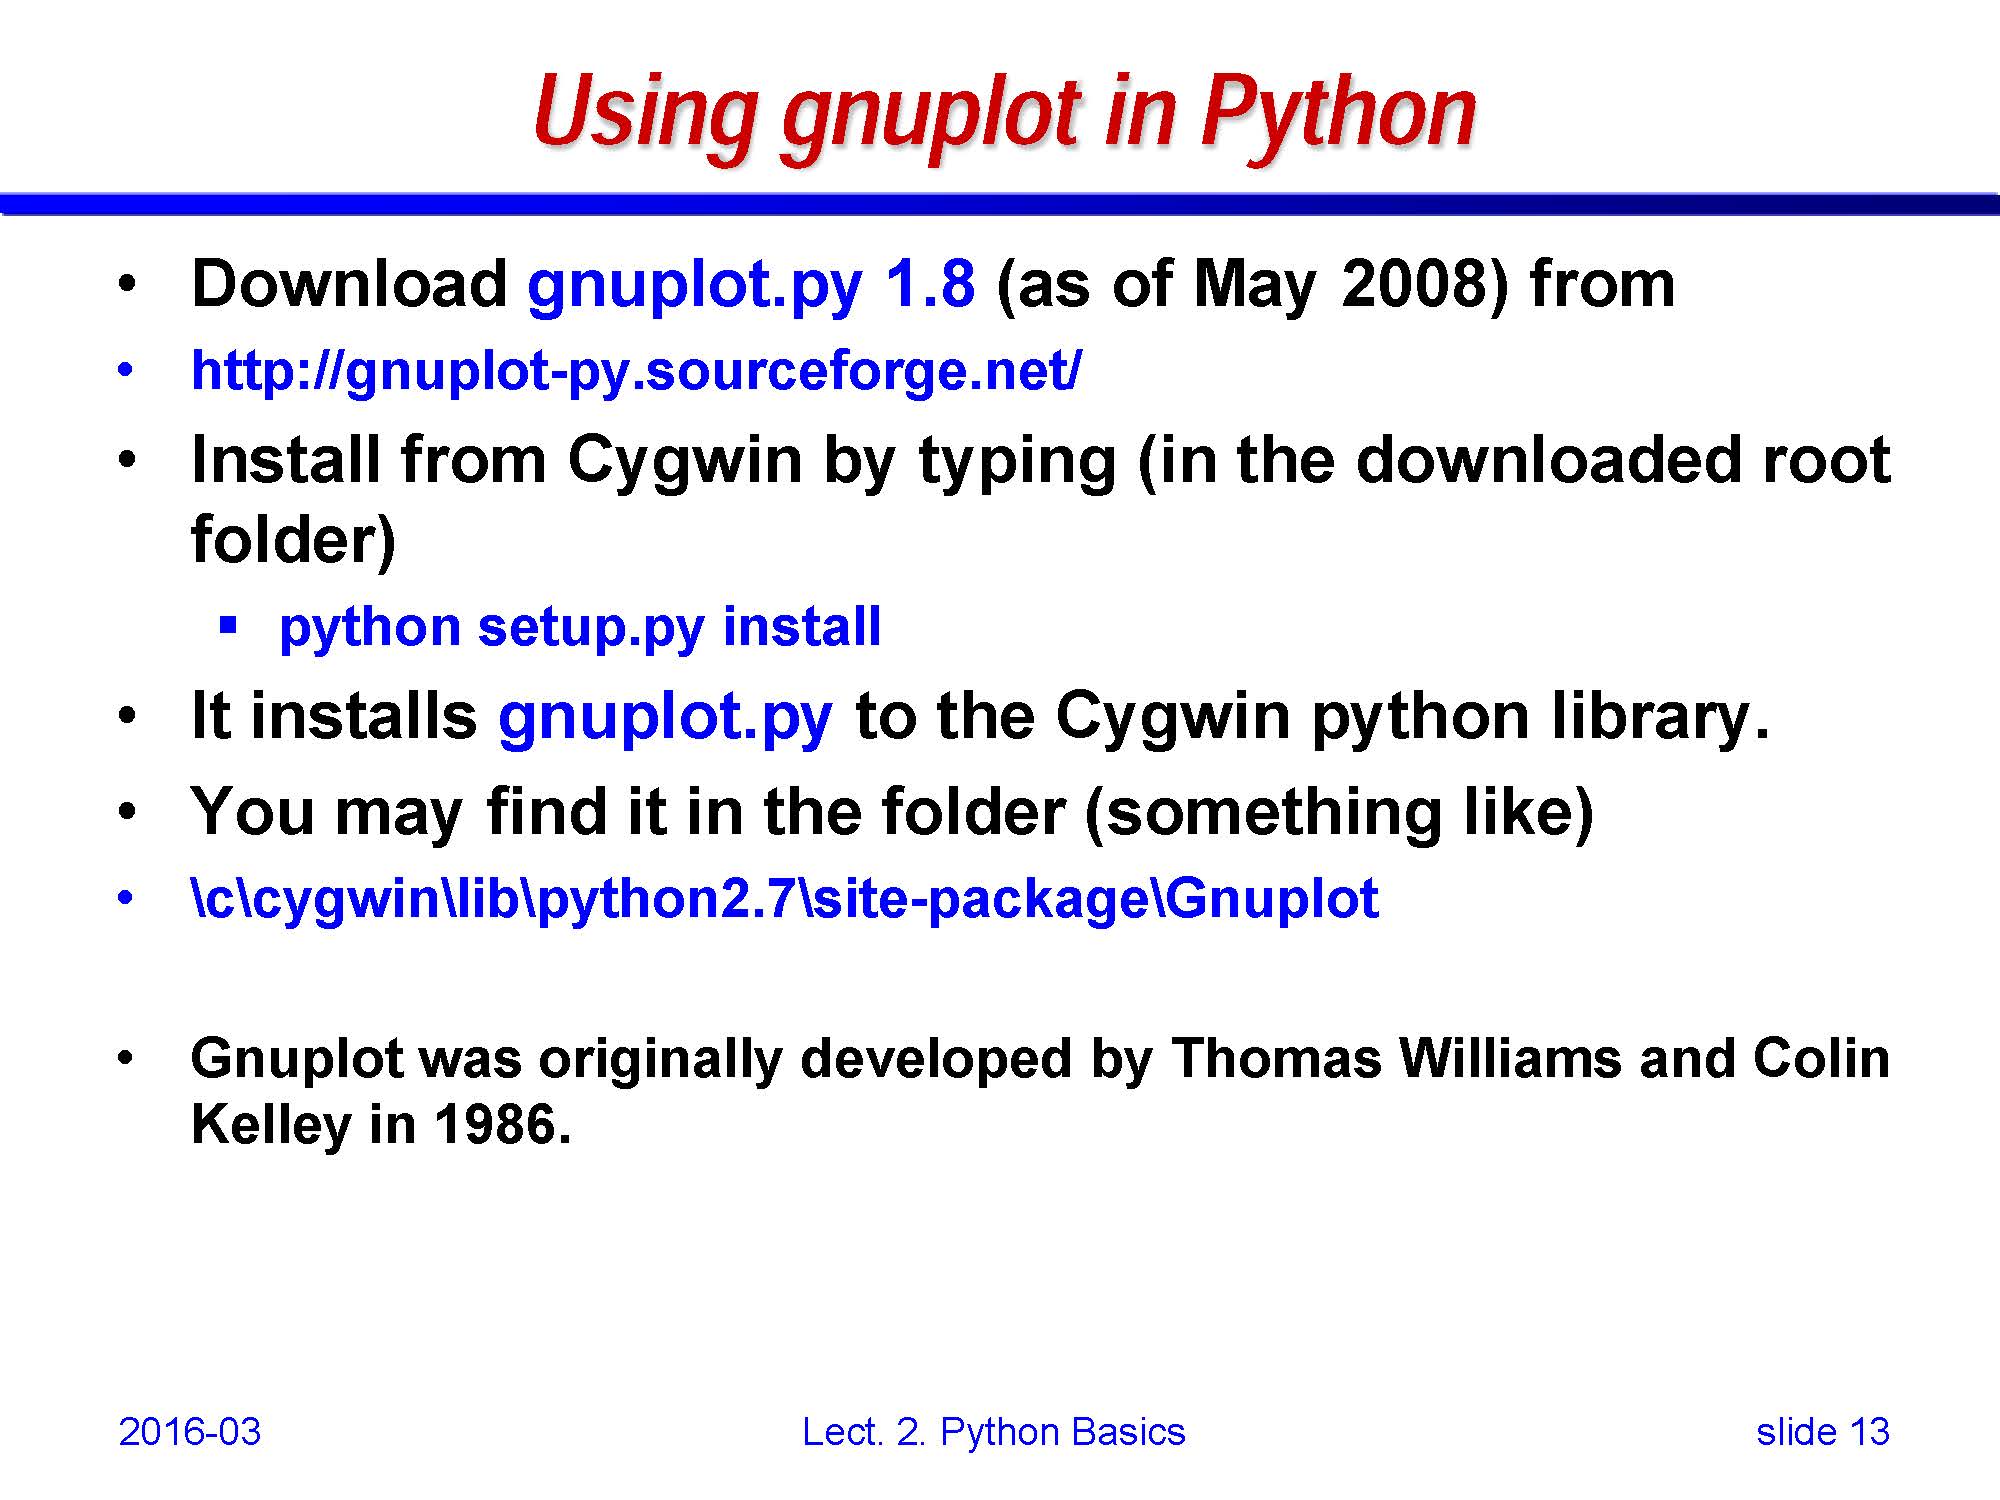 Using gnuplot in Python
• Download gnuplot.py 1.8 (as of May 2008) from
• http://gnuplot-py.sourceforge.net/
• Install from Cygwin by typing (in the downloaded root
folder)
▪ python setup.py install
• It installs gnuplot.py to the Cygwin python library.
• You may find it in the folder (something like)
• \c\cygwin\lib\python2.7\site-package\Gnuplot
• Gnuplot was originally developed by Thomas Williams and Colin
Kelley in 1986.
2016-03 Lect. 2. Python Basics slide 13